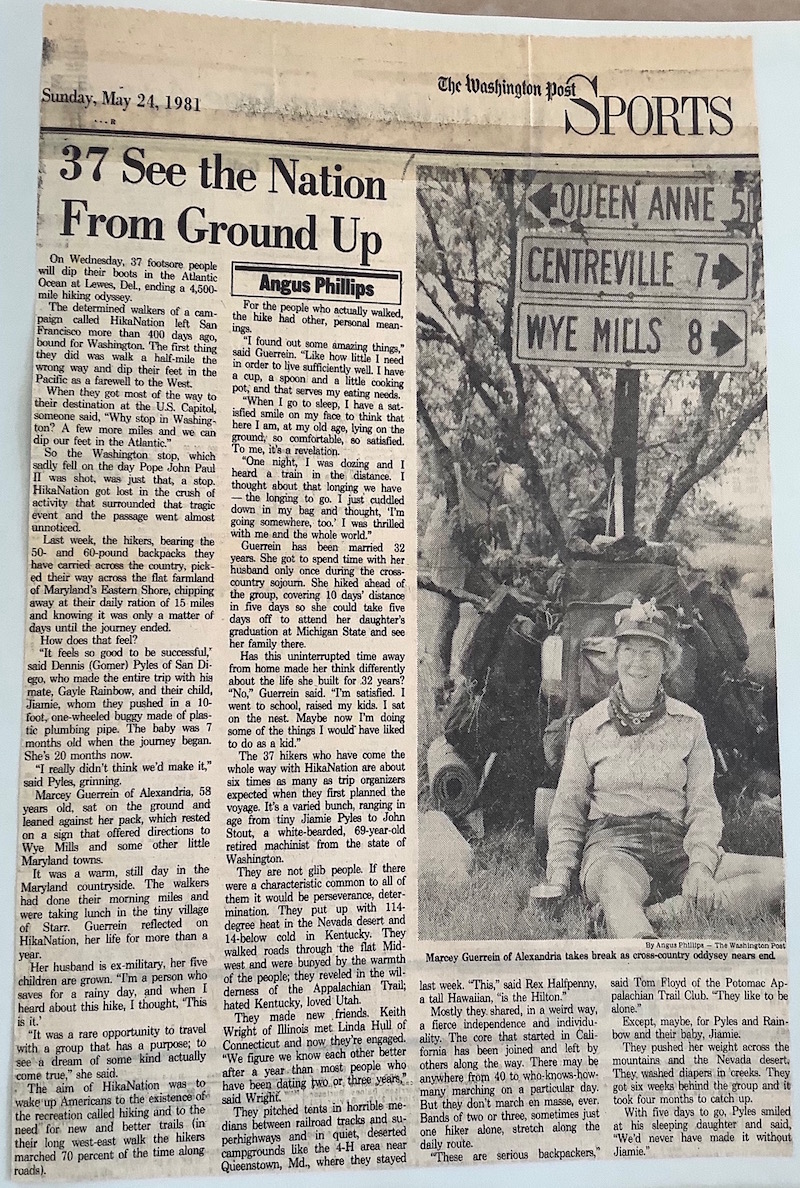 Sunday, May 24, 1981
...R
The Washington Post
SPORTS
37 See the Nation
From Ground Up
Angus Phillips
On Wednesday, 37 footsore people
will dip their boots in the Atlantic
Ocean at Lewes, Del., ending a 4,500-
mile hiking odyssey.
The determined walkers of a cam-
paign called HikaNation left San
Francisco more than 400 days ago,
bound for Washington. The first thing
they did was walk a half-mile the
wrong way and dip their feet in the
Pacific as a farewell to the West.
When they got most of the way to
their destination at the U.S. Capitol,
someone said, "Why stop in Washing-
ton? A few more miles and we can
dip our feet in the Atlantic."
So the Washington stop, which
sadly fell on the day Pope John Paul
II was shot, was just that, a stop.
HikaNation got lost in the crush of
activity that surrounded that tragic
event and the passage went almost
unnoticed.
Last week, the hikers, bearing the
50- and 60-pound backpacks they
have carried across the country, pick-
ed their way across the flat farmland
of Maryland's Eastern Shore, chipping
away at their daily ration of 15 miles
and knowing it was only a matter of
days until the journey ended.
How does that feel?
"It feels so good to be successful,"
said Dennis (Gomer) Pyles of San Di-
ego, who made the entire trip with his
mate, Gayle Rainbow, and their child,
Jiamie, whom they pushed in a 10-
foot, one-wheeled buggy made of plas-
tic plumbing pipe. The baby was 7
months old when the journey began.
She's 20 months now.
"I really didn't think we'd make it,"
said Pyles, grinning.
Marcey Guerrein of Alexandria, 58
years old, sat on the ground and
leaned against her pack, which rested
on a sign that offered directions to
Wye Mills and some other little
Maryland towns.
It was a warm, still day in the
Maryland countryside. The walkers
had done their morning miles and
were taking lunch in the tiny village
of Starr. Guerrein reflected on
HikaNation, her life for more than a
year.
Her husband is ex-military, her five
children are grown. "I'm a person who
saves for a rainy day, and when I
heard about this hike, I thought, 'This
is it.'
"It was a rare opportunity to travel
with a group that has a purpose; to
see a dream of some kind actually
come true," she said.
The aim of HikaNation was to
wake up Americans to the existence of
the recreation called hiking and to the
need for new and better trails (in
their long west-east walk the hikers
marched 70 percent of the time along
roads).
For the people who actually walked,
the hike had other, personal mean-
ings.
"I found out some amazing things,"
said Guerrein. "Like how little I need
in order to live sufficiently well. I have
a cup, a spoon and a little cooking
pot, and that serves my eating needs.
"When I go to sleep, I have a sat-
isfied smile on my face to think that
here I am, at my old age, lying on the
ground, so comfortable, so satisfied.
To me, it's a revelation.
"One night, I was dozing and I
heard a train in the distance. I
thought about that longing we have
— the longing to go. I just cuddled
down in my bag and thought, 'I'm
going somewhere, too.' I was thrilled
with me and the whole world."
Guerrein has been married 32
years. She got to spend time with her
husband only once during the cross-
country sojourn. She hiked ahead of
the group, covering 10 days' distance
in five days so she could take five
days off to attend her daughter's
graduation at Michigan State and see
her family there.
Has this uninterrupted time away
from home made her think differently
about the life she built for 32 years?
"No," Guerrein said. "I'm satisfied. I
went to school, raised my kids. I sat
on the nest. Maybe now I'm doing
some of the things I would have liked
to do as a kid."
The 37 hikers who have come the
whole way with HikaNation are about
six times as many as trip organizers
expected when they first planned the
voyage. It's a varied bunch, ranging in
age from tiny Jiamie Pyles to John
Stout, a white-bearded, 69-year-old
retired machinist from the state of
Washington.
They are not glib people. If there
were a characteristic common to all of
them it would be perseverance, deter-
mination. They put up with 114-
degree heat in the Nevada desert and
14-below cold in Kentucky. They
walked roads through the flat Mid-
west and were buoyed by the warmth
of the people; they reveled in the wil-
derness of the Appalachian Trail;
hated Kentucky, loved Utah.
They made new friends. Keith
Wright of Illinois met Linda Hull of
Connecticut and now they're engaged.
"We figure we know each other better
after a year than most people who
have been dating two or three years,"
said Wright.
They pitched tents in horrible me-
dians between railroad tracks and su-
perhighways and in quiet, deserted
campgrounds like the 4-H area near
Queenstown, Md., where they stayed
QUEEN ANNE 5
CENTREVILLE 7
WYE MILLS 8
By Angus Phillips — The Washington Post
Marcey Guerrein of Alexandria takes break as cross-country oddysey nears end.
last week. "This," said Rex Halfpenny,
a tall Hawaiian, "is the Hilton."
Mostly they shared, in a weird way,
a fierce independence and individu-
ality. The core that started in Cali-
fornia has been joined and left by
others along the way. There may be
anywhere from 40 to who-knows-how-
many marching on a particular day.
But they don't march en masse, ever.
Bands of two or three, sometimes just
one hiker alone, stretch along the
daily route.
"These are serious backpackers,"
said Tom Floyd of the Potomac Ap-
palachian Trail Club. "They like to be
alone."
Except, maybe, for Pyles and Rain-
bow and their baby, Jiamie.
They pushed her weight across the
mountains and the Nevada desert.
They washed diapers in creeks. They
got six weeks behind the group and it
took four months to catch up.
With five days to go, Pyles smiled
at his sleeping daughter and said,
"We'd never have made it without
Jiamie."